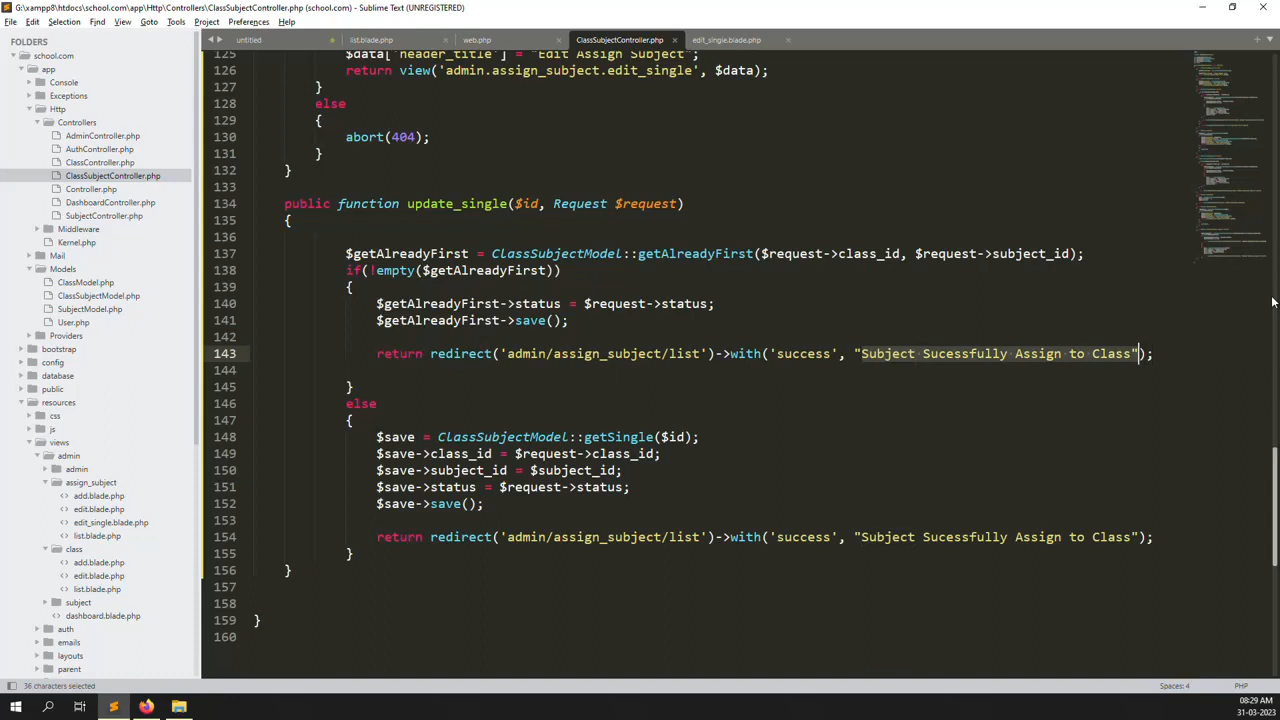 G:\xampp8\htdocs\school.com\app\Http\Controllers\ClassSubjectController.php (school.com) - Sublime Text (UNREGISTERED)
File Edit Selection Find View Goto Tools Project Preferences Help
FOLDERS
school.com
app
Console
Exceptions
Http
Controllers
AdminController.php
AuthController.php
ClassController.php
ClassSubjectController.php
Controller.php
DashboardController.php
SubjectController.php
Middleware
Kernel.php
Mail
Models
ClassModel.php
ClassSubjectModel.php
SubjectModel.php
User.php
Providers
bootstrap
config
database
public
resources
css
js
views
admin
admin
assign_subject
add.blade.php
edit.blade.php
edit_single.blade.php
list.blade.php
class
add.blade.php
edit.blade.php
list.blade.php
subject
dashboard.blade.php
auth
emails
layouts
parent
untitled list.blade.php web.php ClassSubjectController.php edit_single.blade.php
125 $data['header_title'] = "Edit Assign Subject";
126 return view('admin.assign_subject.edit_single', $data);
127 }
128 else
129 {
130 abort(404);
131 }
132 }
133
134 public function update_single($id, Request $request)
135 {
136
137 $getAlreadyFirst = ClassSubjectModel::getAlreadyFirst($request->class_id, $request->subject_id);
138 if(!empty($getAlreadyFirst))
139 {
140 $getAlreadyFirst->status = $request->status;
141 $getAlreadyFirst->save();
142
143 return redirect('admin/assign_subject/list')->with('success', "Subject Sucessfully Assign to Class");
144
145 }
146 else
147 {
148 $save = ClassSubjectModel::getSingle($id);
149 $save->class_id = $request->class_id;
150 $save->subject_id = $subject_id;
151 $save->status = $request->status;
152 $save->save();
153
154 return redirect('admin/assign_subject/list')->with('success', "Subject Sucessfully Assign to Class");
155 }
156 }
157
158
159 }
160
36 characters selected Spaces: 4 PHP
08:29 AM
31-03-2023